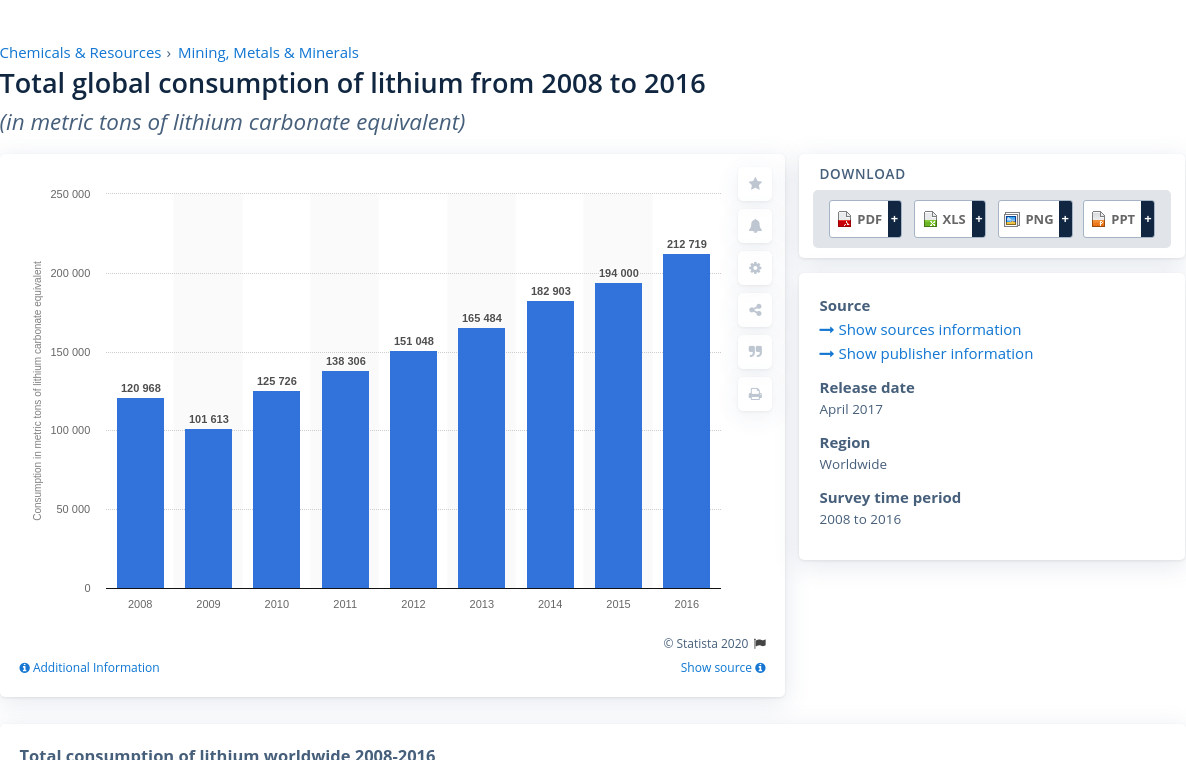 Chemicals & Resources › Mining, Metals & Minerals
Total global consumption of lithium from 2008 to 2016
(in metric tons of lithium carbonate equivalent)
Consumption in metric tons of lithium carbonate equivalent
250 000
200 000
150 000
100 000
50 000
0
120 968
101 613
125 726
138 306
151 048
165 484
182 903
194 000
212 719
2008 2009 2010 2011 2012 2013 2014 2015 2016
© Statista 2020
Additional Information
Show source
DOWNLOAD
PDF + XLS + PNG + PPT +
Source
Show sources information
Show publisher information
Release date
April 2017
Region
Worldwide
Survey time period
2008 to 2016
Total consumption of lithium worldwide 2008-2016